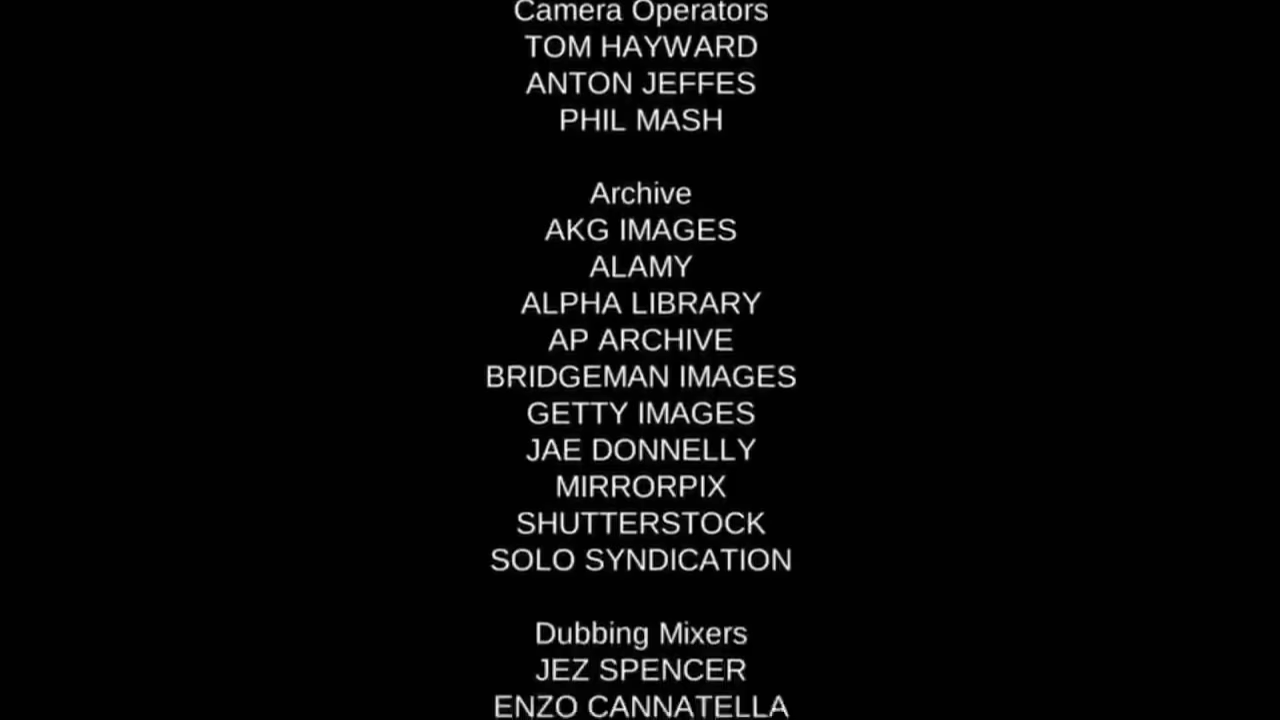 Camera Operators
TOM HAYWARD
ANTON JEFFES
PHIL MASH
Archive
AKG IMAGES
ALAMY
ALPHA LIBRARY
AP ARCHIVE
BRIDGEMAN IMAGES
GETTY IMAGES
JAE DONNELLY
MIRRORPIX
SHUTTERSTOCK
SOLO SYNDICATION
Dubbing Mixers
JEZ SPENCER
ENZO CANNATELLA